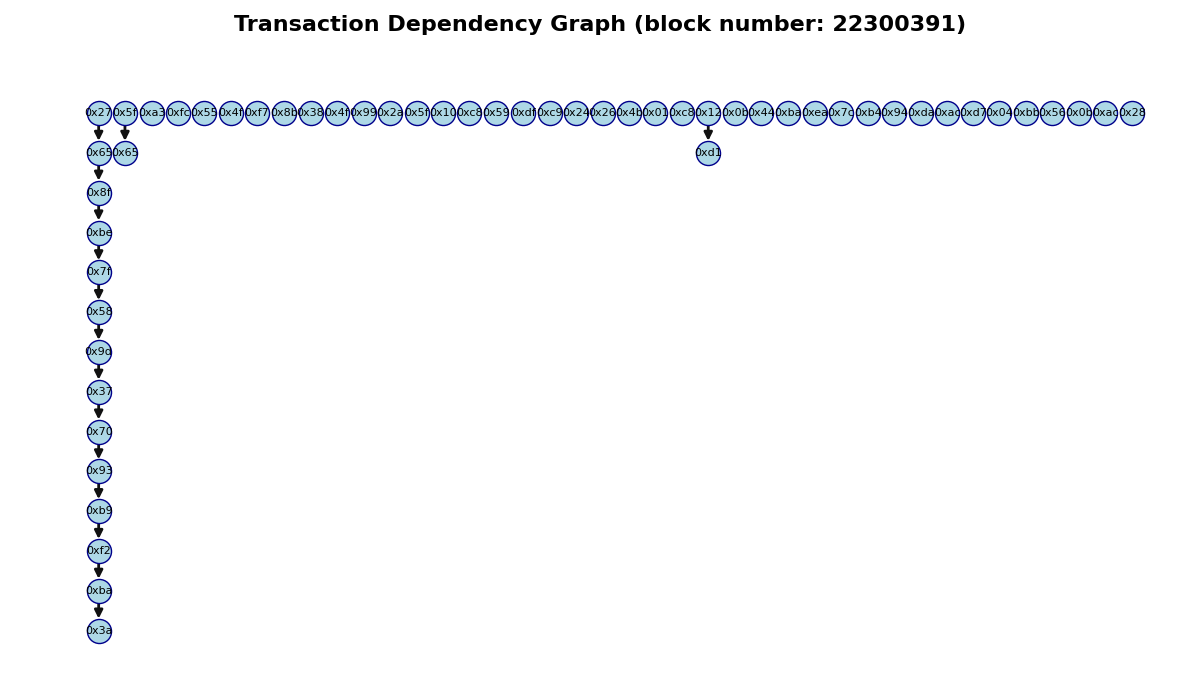 Transaction Dependency Graph (block number: 22300391)
0x27 0x5f 0xa3 0xfc 0x55 0x4f 0xf7 0x8b 0x38 0x4f 0x99 0x2a 0x5f 0x10 0xc8 0x59 0xdf 0xc9 0x24 0x26 0x4b 0x01 0xc8 0x12 0x0b 0x44 0xba 0xea 0x7c 0xb4 0x94 0xda 0xac 0xd7 0x04 0xbb 0x56 0x0b 0xac 0x28
0x65 0x65 0xd1
0x8f
0xbe
0x7f
0x58
0x9d
0x37
0x70
0x93
0xb9
0xf2
0xba
0x3a